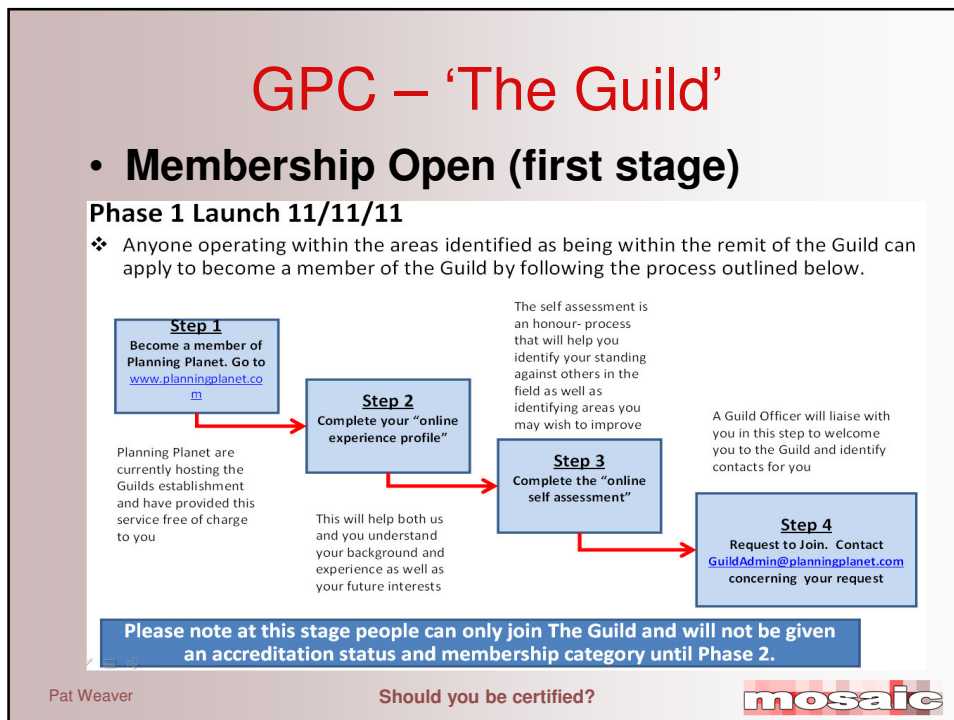 GPC – ‘The Guild’
• Membership Open (first stage)
Phase 1 Launch 11/11/11
❖ Anyone operating within the areas identified as being within the remit of the Guild can
apply to become a member of the Guild by following the process outlined below.
Step 1
Become a member of
Planning Planet. Go to
www.planningplanet.co
m
Planning Planet are
currently hosting the
Guilds establishment
and have provided this
service free of charge
to you
Step 2
Complete your “online
experience profile”
This will help both us
and you understand
your background and
experience as well as
your future interests
The self assessment is
an honour- process
that will help you
identify your standing
against others in the
field as well as
identifying areas you
may wish to improve
Step 3
Complete the “online
self assessment”
A Guild Officer will liaise with
you in this step to welcome
you to the Guild and identify
contacts for you
Step 4
Request to Join. Contact
GuildAdmin@planningplanet.com
concerning your request
Please note at this stage people can only join The Guild and will not be given
an accreditation status and membership category until Phase 2.
Pat Weaver
Should you be certified?
mosaic